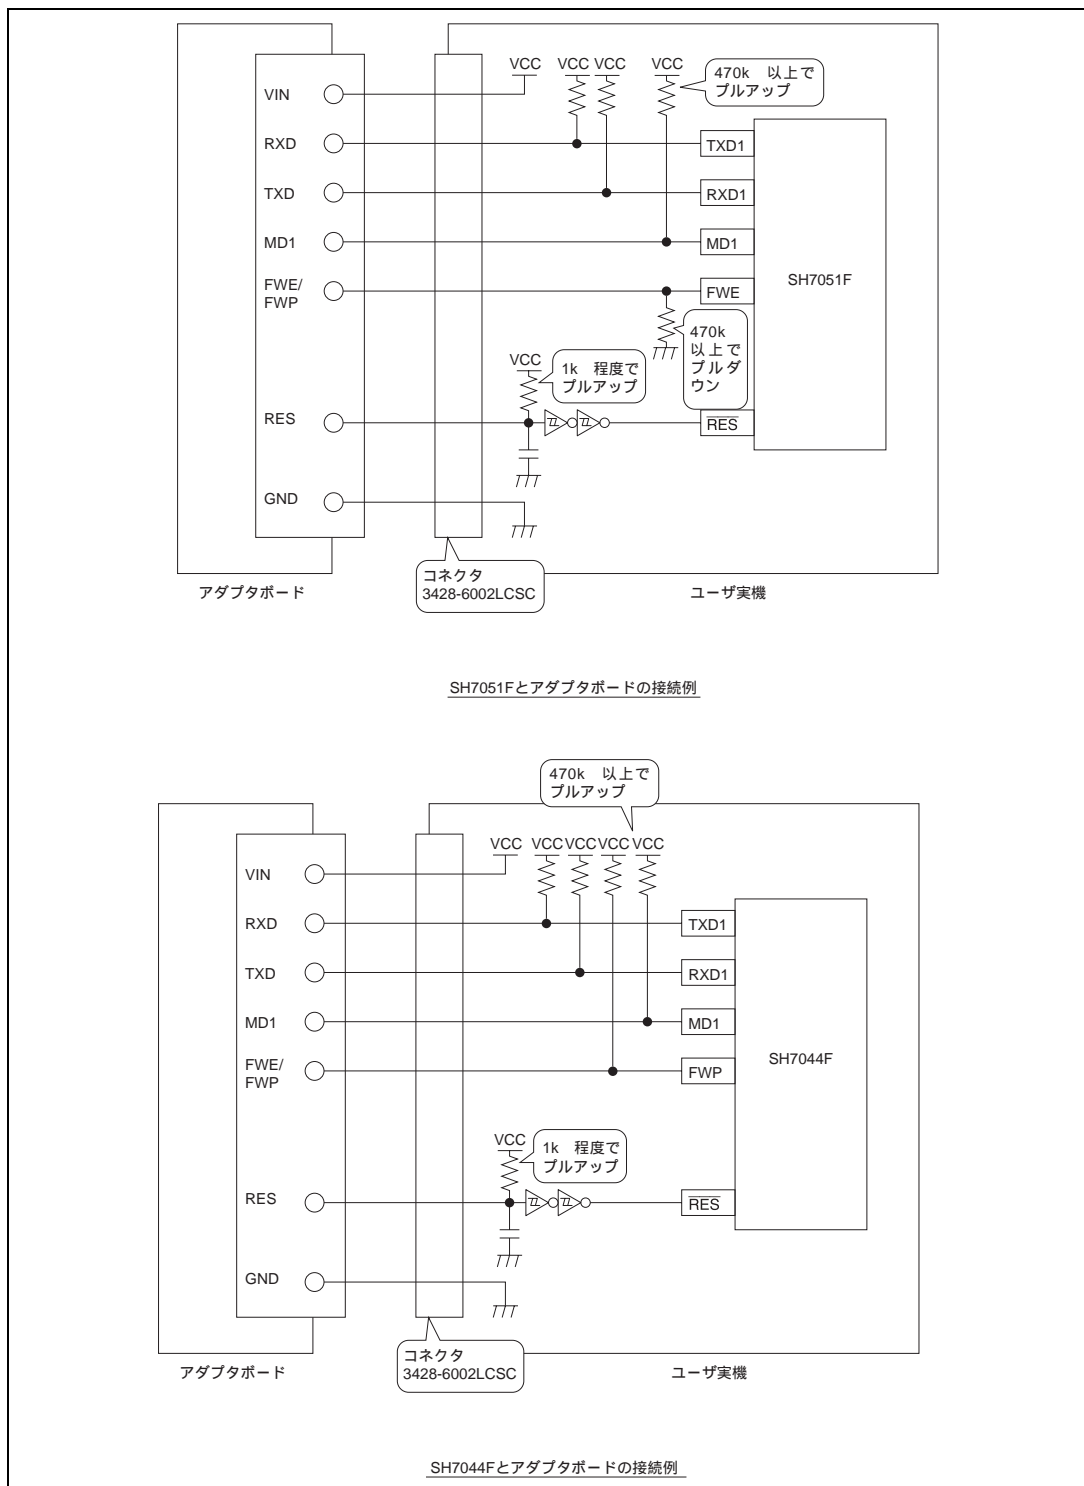 VCC
VCC VCC
VCC
470k 以上で
プルアップ
VIN
RXD
TXD1
TXD
RXD1
MD1
MD1
FWE/
FWP
FWE
SH7051F
470k
以上で
プルダ
ウン
VCC
1k 程度で
プルアップ
RES
RES
GND
コネクタ
3428-6002LCSC
アダプタボード
ユーザ実機
SH7051Fとアダプタボードの接続例
470k 以上で
プルアップ
VCC
VCC VCC VCC VCC
VIN
RXD
TXD1
TXD
RXD1
MD1
MD1
FWE/
FWP
FWP
SH7044F
VCC
1k 程度で
プルアップ
RES
RES
GND
コネクタ
3428-6002LCSC
アダプタボード
ユーザ実機
SH7044Fとアダプタボードの接続例